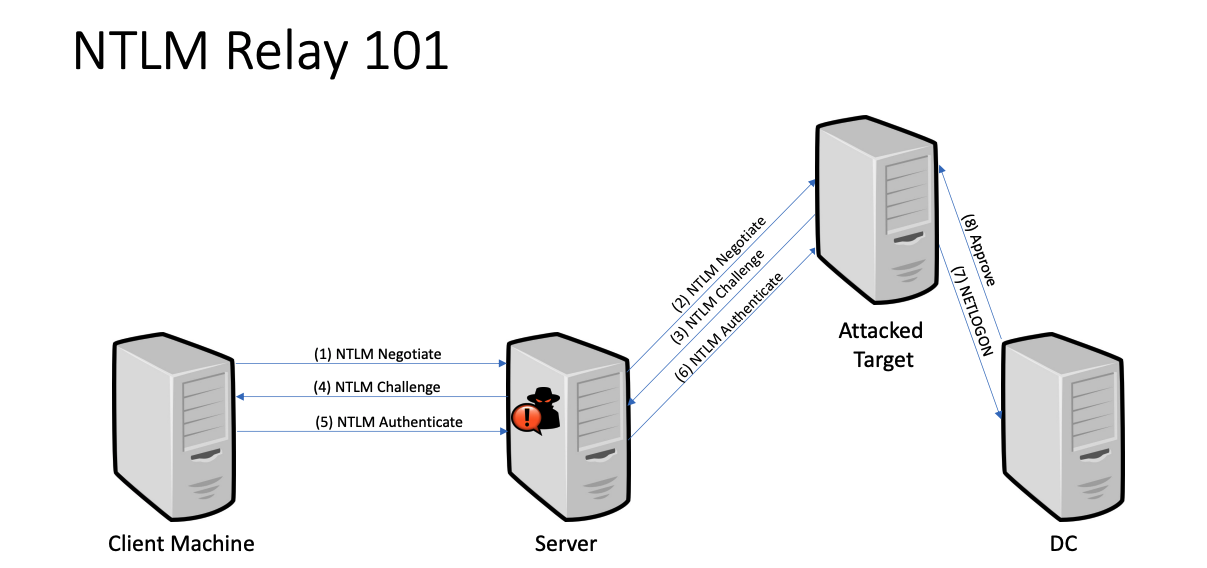 NTLM Relay 101
(1) NTLM Negotiate
(4) NTLM Challenge
(5) NTLM Authenticate
(2) NTLM Negotiate
(3) NTLM Challenge
(6) NTLM Authenticate
(8) Approve
(7) NETLOGON
Attacked
Target
!
Client Machine
Server
DC